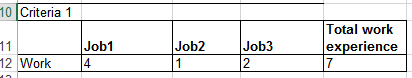 10 Criteria 1
11 Job1 Job2 Job3 Total work experience
12 Work 4 1 2 7